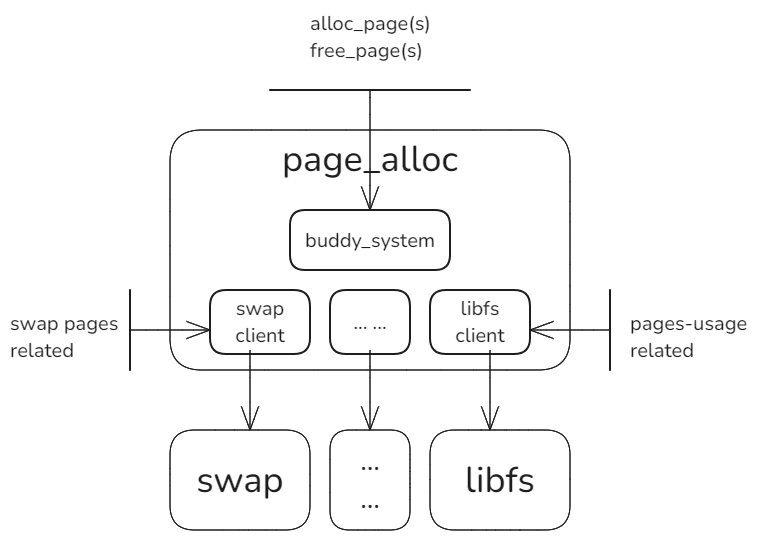 alloc_page(s)
free_page(s)
page_alloc
buddy_system
swap pages
related
swap
client
... ...
libfs
client
pages-usage
related
swap
...
...
libfs